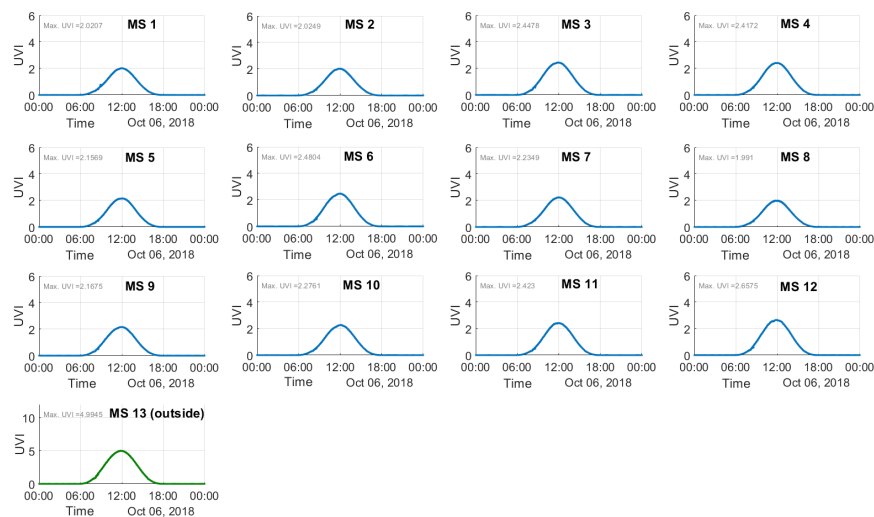 Max. UVI =2.0207 MS 1
6
4
2
0
UVI
00:00 06:00 12:00 18:00 00:00
Time Oct 06, 2018
Max. UVI =2.0249 MS 2
6
4
2
0
UVI
00:00 06:00 12:00 18:00 00:00
Time Oct 06, 2018
Max. UVI =2.4478 MS 3
6
4
2
0
UVI
00:00 06:00 12:00 18:00 00:00
Time Oct 06, 2018
Max. UVI =2.4172 MS 4
6
4
2
0
UVI
00:00 06:00 12:00 18:00 00:00
Time Oct 06, 2018
Max. UVI =2.1569 MS 5
6
4
2
0
UVI
00:00 06:00 12:00 18:00 00:00
Time Oct 06, 2018
Max. UVI =2.4804 MS 6
6
4
2
0
UVI
00:00 06:00 12:00 18:00 00:00
Time Oct 06, 2018
Max. UVI =2.2349 MS 7
6
4
2
0
UVI
00:00 06:00 12:00 18:00 00:00
Time Oct 06, 2018
Max. UVI =1.991 MS 8
6
4
2
0
UVI
00:00 06:00 12:00 18:00 00:00
Time Oct 06, 2018
Max. UVI =2.1675 MS 9
6
4
2
0
UVI
00:00 06:00 12:00 18:00 00:00
Time Oct 06, 2018
Max. UVI =2.2761 MS 10
6
4
2
0
UVI
00:00 06:00 12:00 18:00 00:00
Time Oct 06, 2018
Max. UVI =2.423 MS 11
6
4
2
0
UVI
00:00 06:00 12:00 18:00 00:00
Time Oct 06, 2018
Max. UVI =2.6575 MS 12
6
4
2
0
UVI
00:00 06:00 12:00 18:00 00:00
Time Oct 06, 2018
Max. UVI =4.9945 MS 13 (outside)
10
5
0
UVI
00:00 06:00 12:00 18:00 00:00
Time Oct 06, 2018